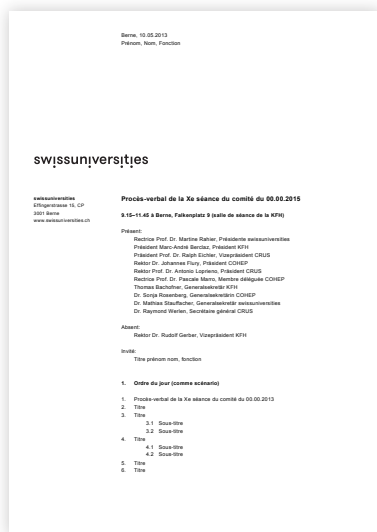 Berne, 10.05.2013
Prénom, Nom, Fonction
swissuniversities
swissuniversities
Effingerstrasse 15, CP
3001 Berne
www.swissuniversities.ch
Procès-verbal de la Xe séance du comité du 00.00.2015
9.15–11.45 à Berne, Falkenplatz 9 (salle de séance de la KFH)
Présent:
Rectrice Prof. Dr. Martine Rahier, Présidente swissuniversities
Président Marc-André Berclaz, Président KFH
Président Prof. Dr. Ralph Eichler, Vizepräsident CRUS
Rektor Dr. Johannes Flury, Präsident COHEP
Rektor Prof. Dr. Antonio Loprieno, Präsident CRUS
Rectrice Prof. Dr. Pascale Marro, Membre déléguée COHEP
Thomas Bachofner, Generalsekretär KFH
Dr. Sonja Rosenberg, Generalsekretärin COHEP
Dr. Mathias Stauffacher, Generalsekretär swissuniversities
Dr. Raymond Werlen, Secrétaire général CRUS
Absent:
Rektor Dr. Rudolf Gerber, Vizepräsident KFH
Invité:
Titre prénom nom, fonction
1. Ordre du jour (comme scénario)
1. Procès-verbal de la Xe séance du comité du 00.00.2013
2. Titre
3. Titre
3.1 Sous-titre
3.2 Sous-titre
4. Titre
4.1 Sous-titre
4.2 Sous-titre
5. Titre
6. Titre